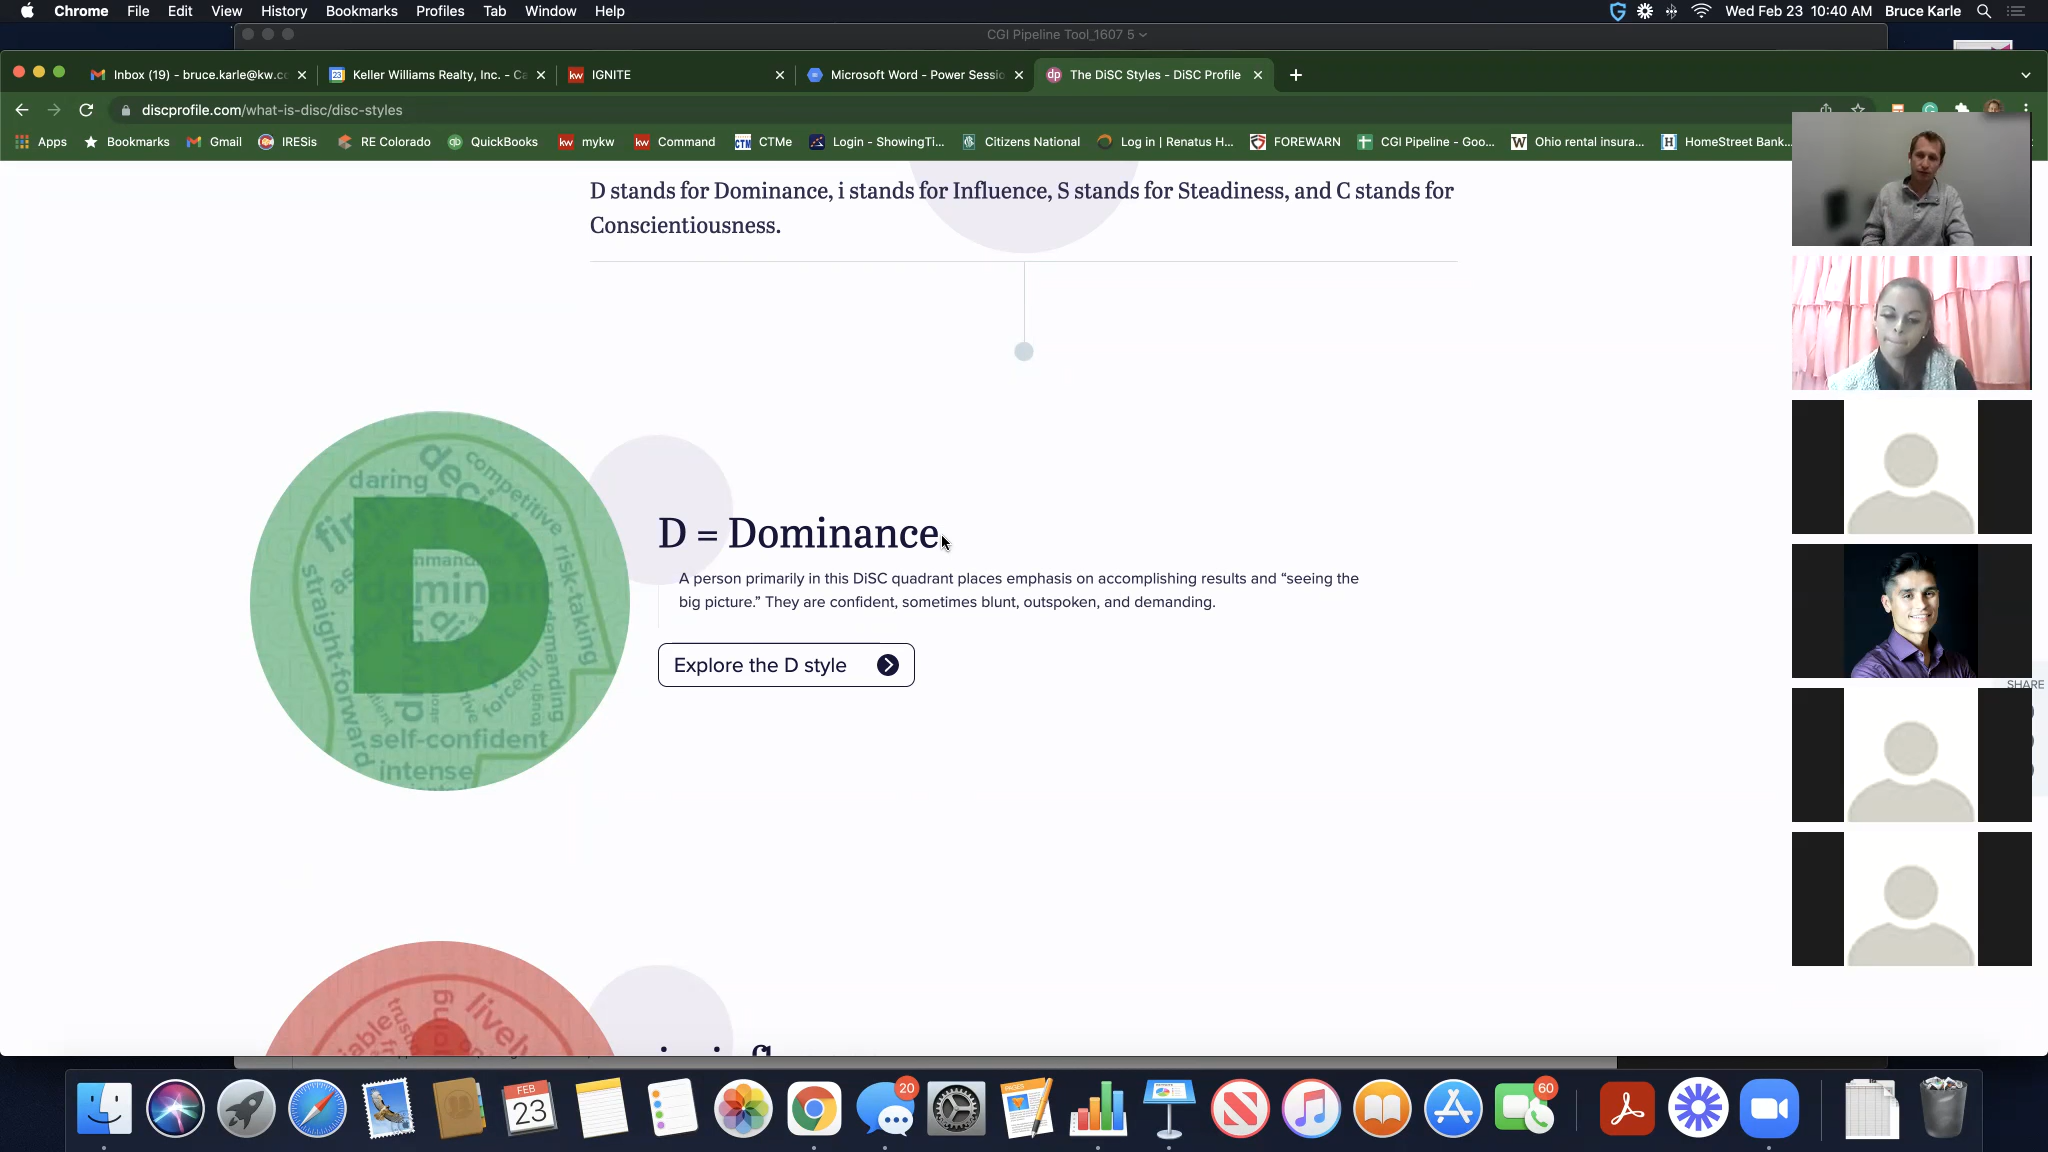 Chrome File Edit View History Bookmarks Profiles Tab Window Help
Wed Feb 23 10:40 AM Bruce Karle
CGI Pipeline Tool_1607 5
Inbox (19) - bruce.karle@kw.c
Keller Williams Realty, Inc. - Ca
IGNITE
Microsoft Word - Power Sessio
The DiSC Styles - DiSC Profile
discprofile.com/what-is-disc/disc-styles
Apps Bookmarks Gmail IRESis RE Colorado QuickBooks mykw Command CTMe Login - ShowingTi... Citizens National Log in | Renatus H... FOREWARN CGI Pipeline - Goo... Ohio rental insura... HomeStreet Bank...
D stands for Dominance, i stands for Influence, S stands for Steadiness, and C stands for
Conscientiousness.
daring
competitive
risk-taking
straight-forward
D
demanding
forceful
tough
self-confident
intense
D = Dominance
A person primarily in this DiSC quadrant places emphasis on accomplishing results and “seeing the
big picture.” They are confident, sometimes blunt, outspoken, and demanding.
Explore the D style
SHARE
lively
FEB
23
20
60